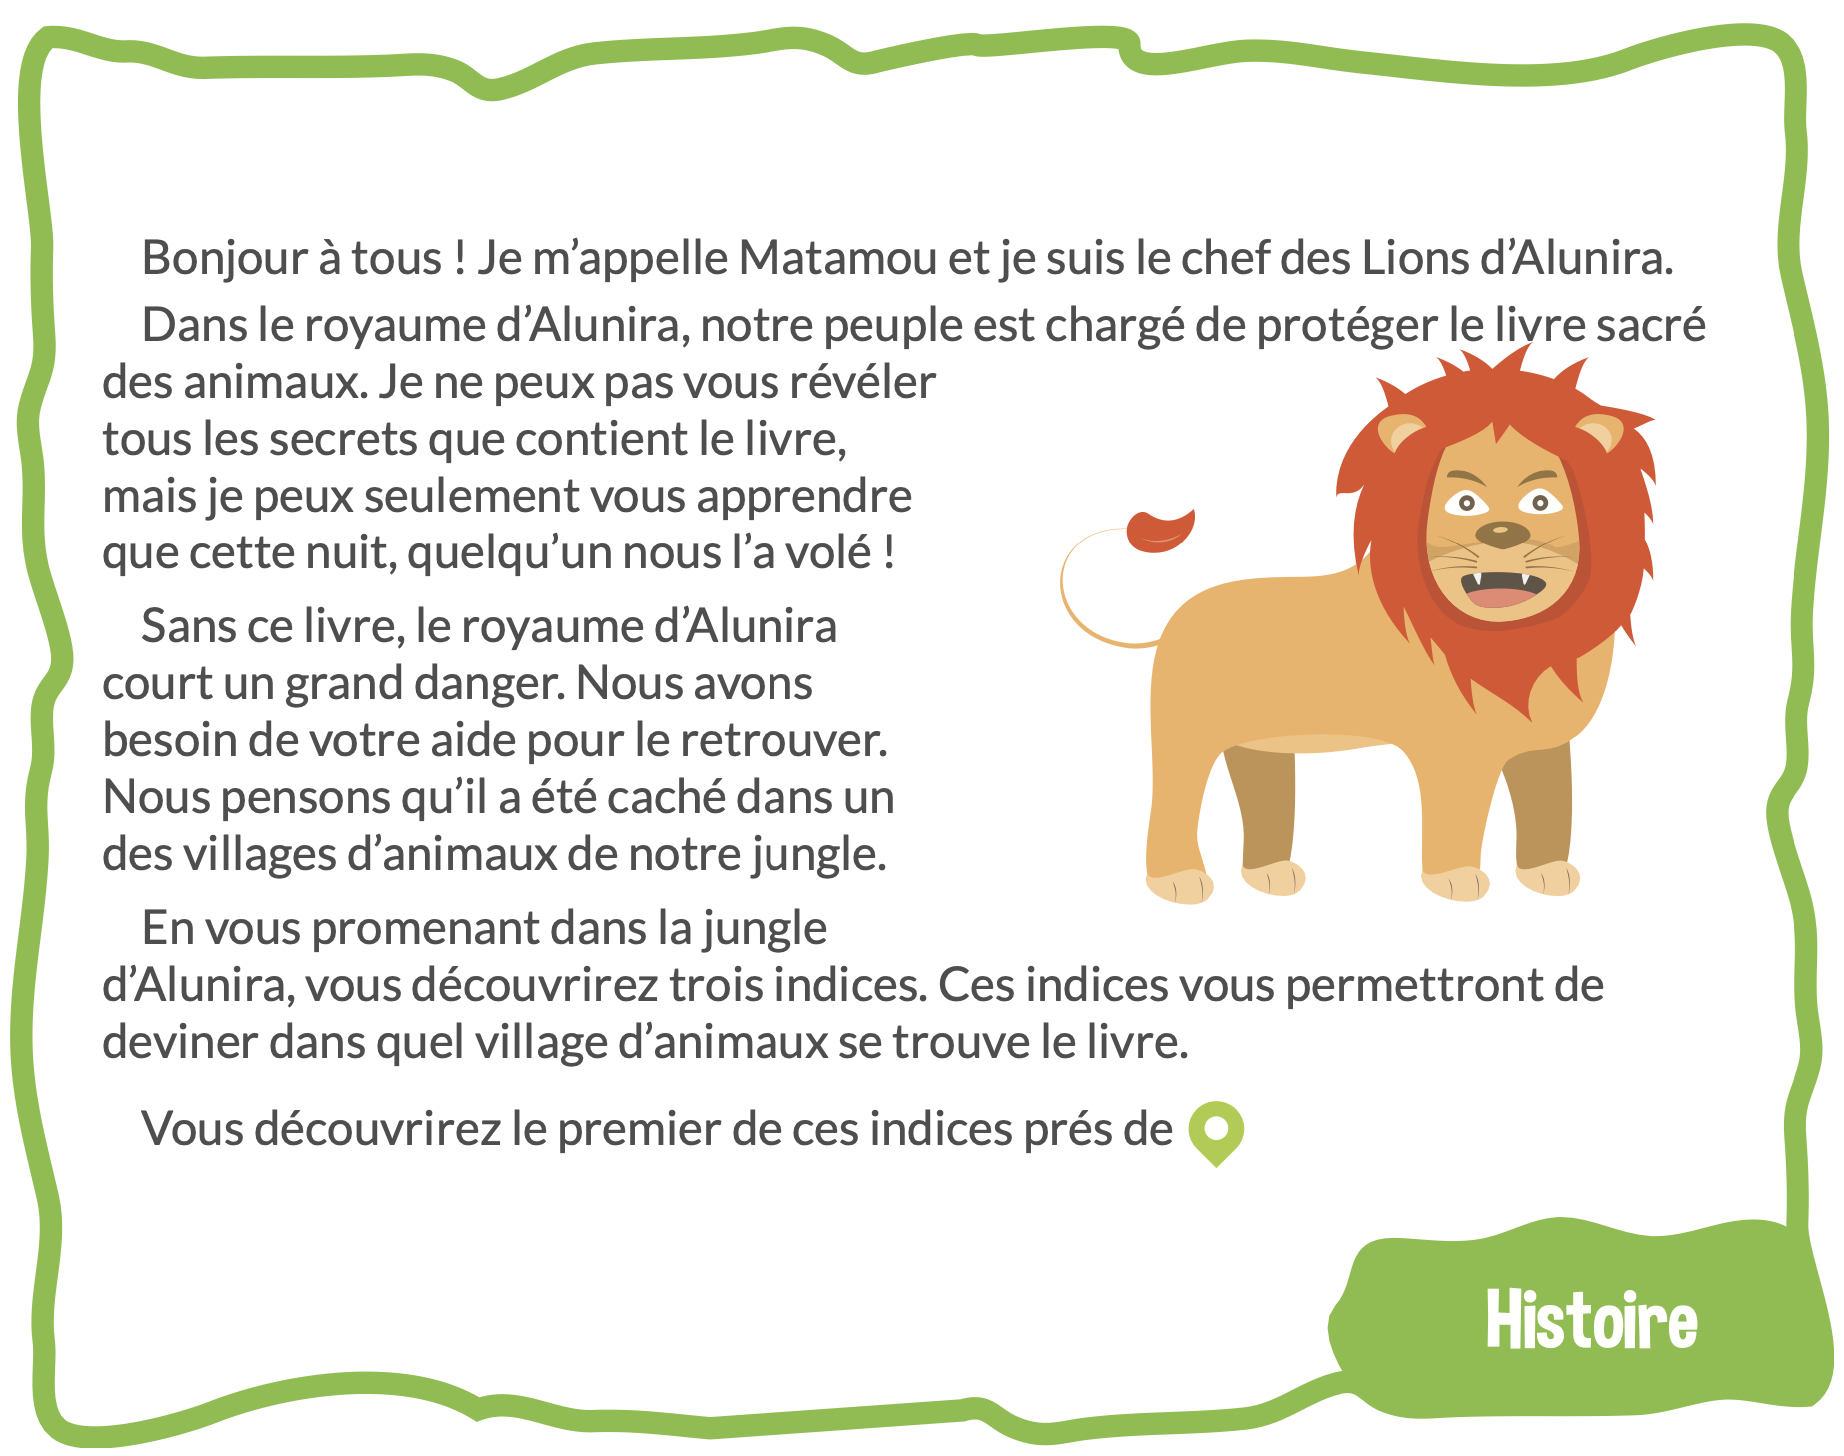 Bonjour à tous ! Je m’appelle Matamou et je suis le chef des Lions d’Alunira.
Dans le royaume d’Alunira, notre peuple est chargé de protéger le livre sacré
des animaux. Je ne peux pas vous révéler
tous les secrets que contient le livre,
mais je peux seulement vous apprendre
que cette nuit, quelqu’un nous l’a volé !
Sans ce livre, le royaume d’Alunira
court un grand danger. Nous avons
besoin de votre aide pour le retrouver.
Nous pensons qu’il a été caché dans un
des villages d’animaux de notre jungle.
En vous promenant dans la jungle
d’Alunira, vous découvrirez trois indices. Ces indices vous permettront de
deviner dans quel village d’animaux se trouve le livre.
Vous découvrirez le premier de ces indices prés de
Histoire